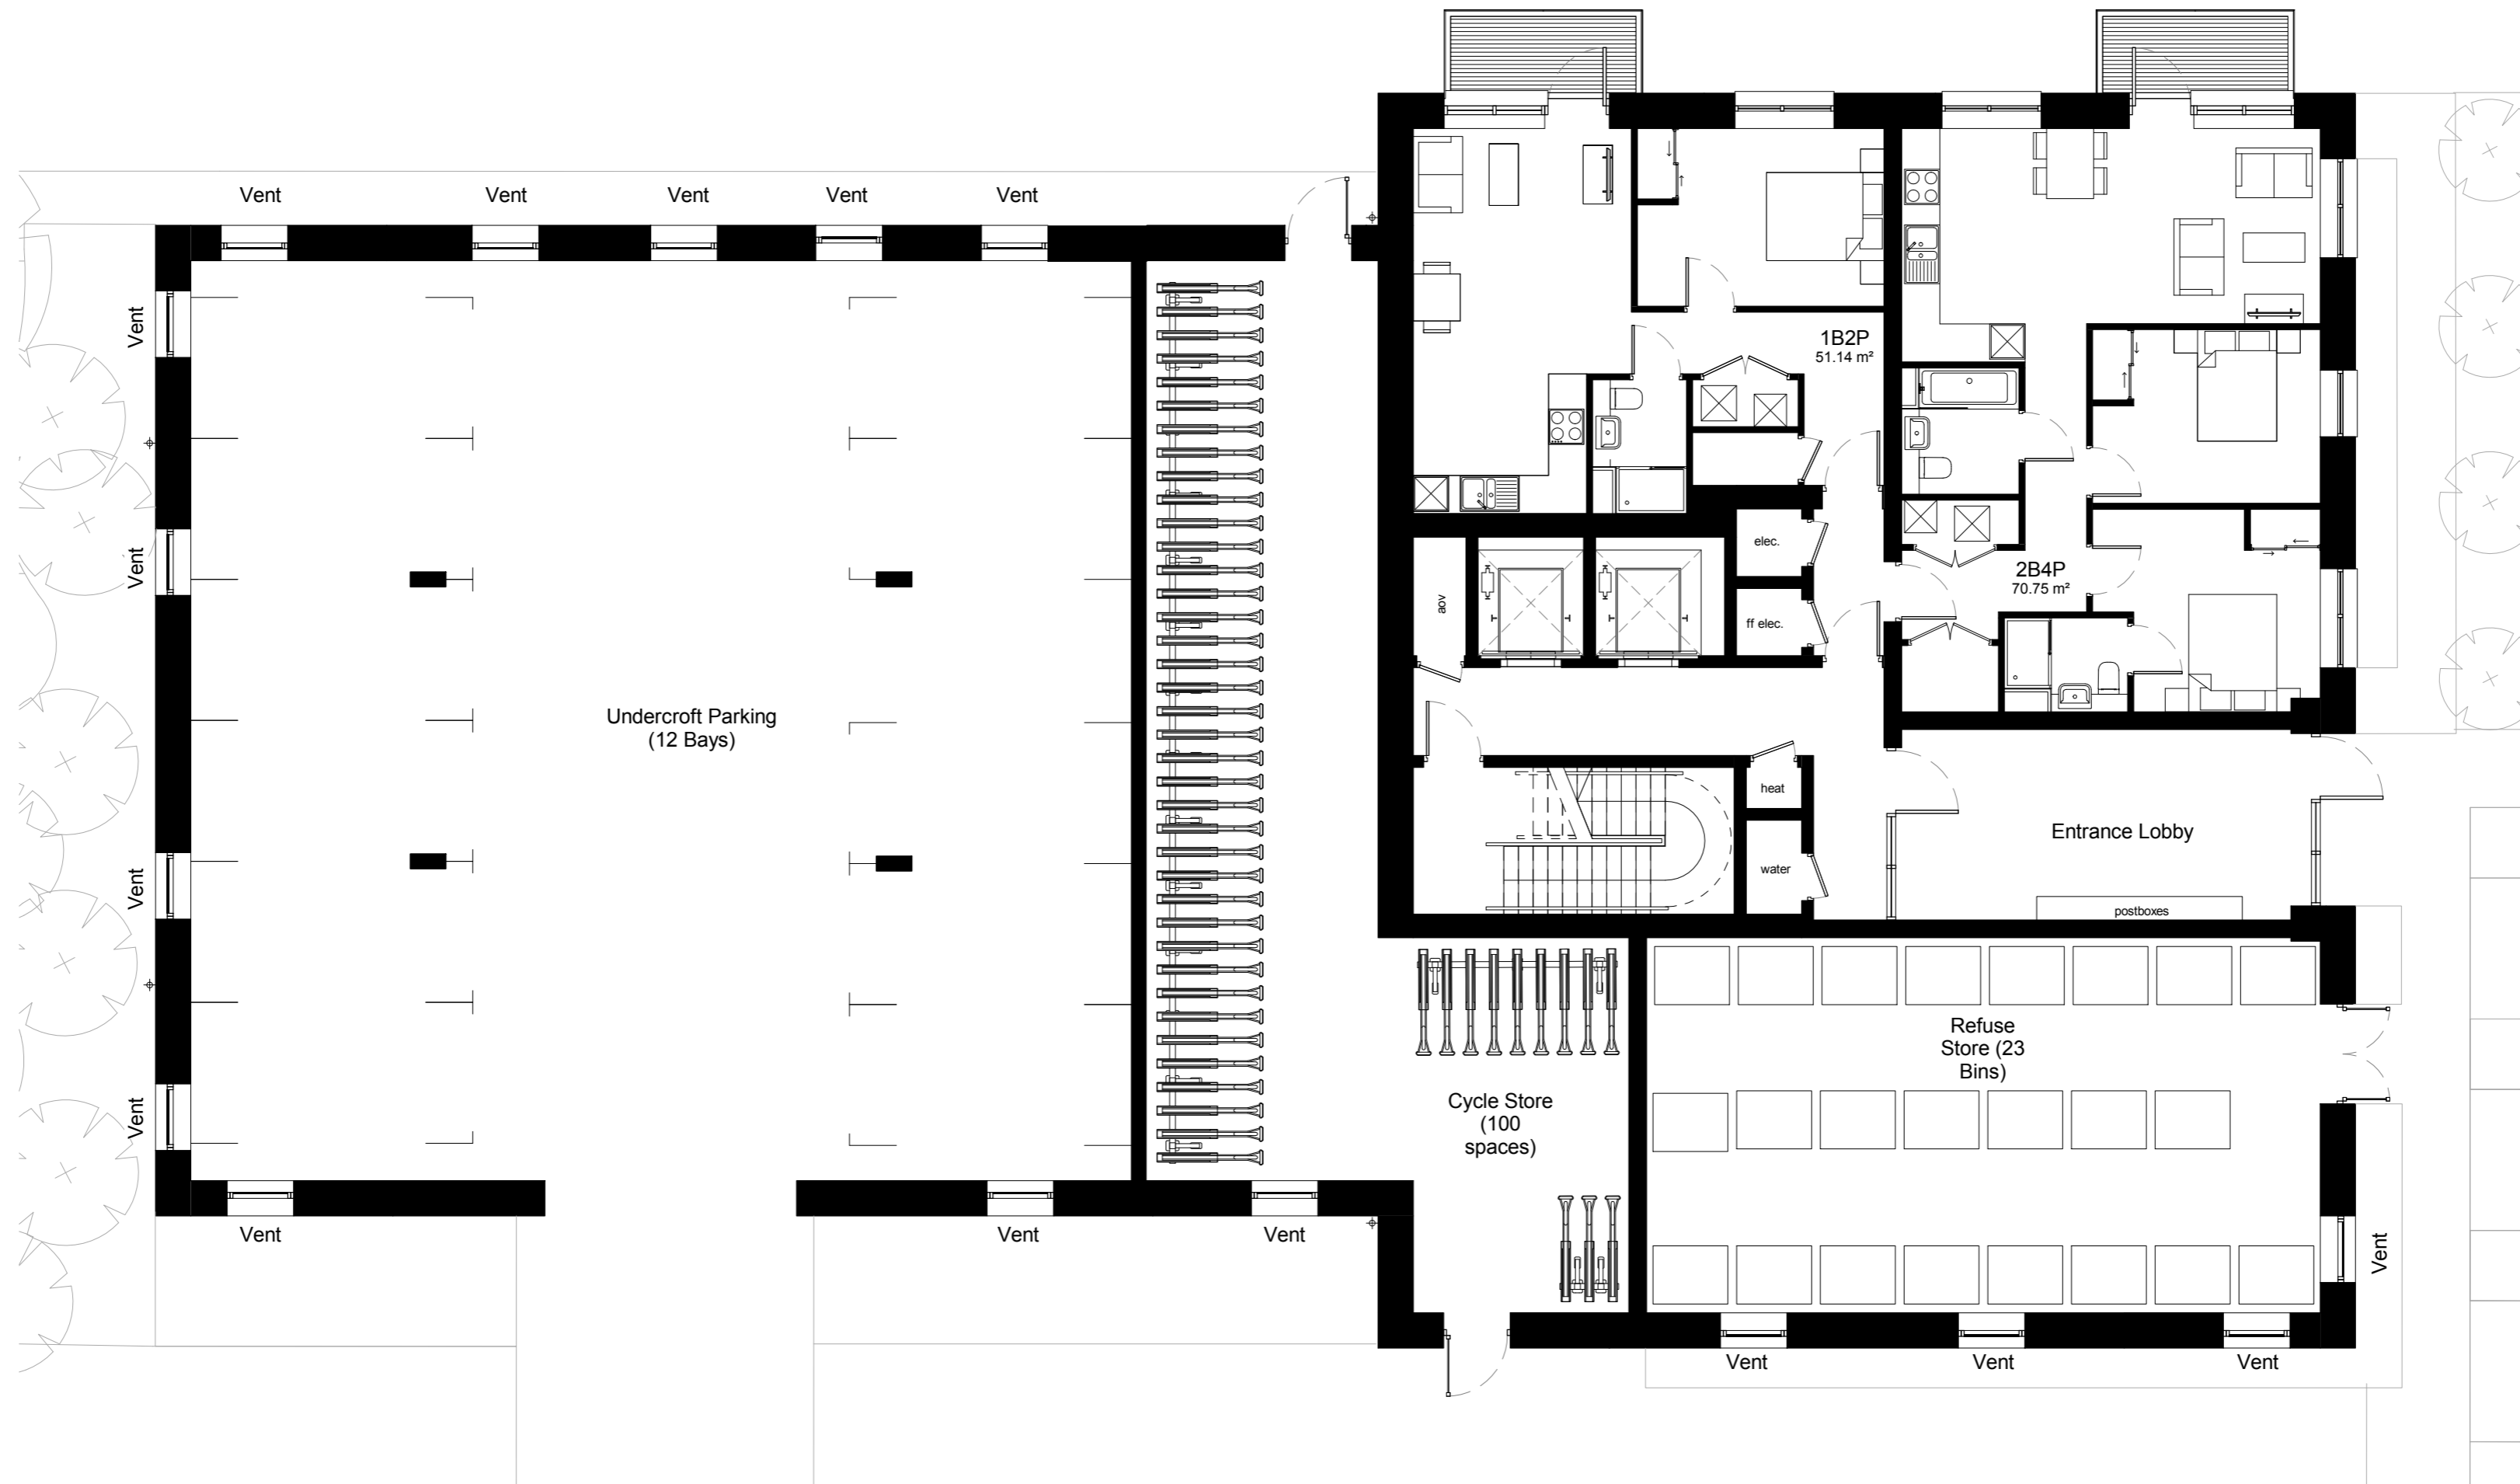 Vent
Vent
Vent
Vent
Vent
Vent
Vent
Vent
Vent
1B2P
51.14 m²
elec.
ff elec.
aov
2B4P
70.75 m²
Undercroft Parking
(12 Bays)
heat
water
Entrance Lobby
postboxes
Refuse
Store (23
Bins)
Cycle Store
(100
spaces)
Vent
Vent
Vent
Vent
Vent
Vent
Vent